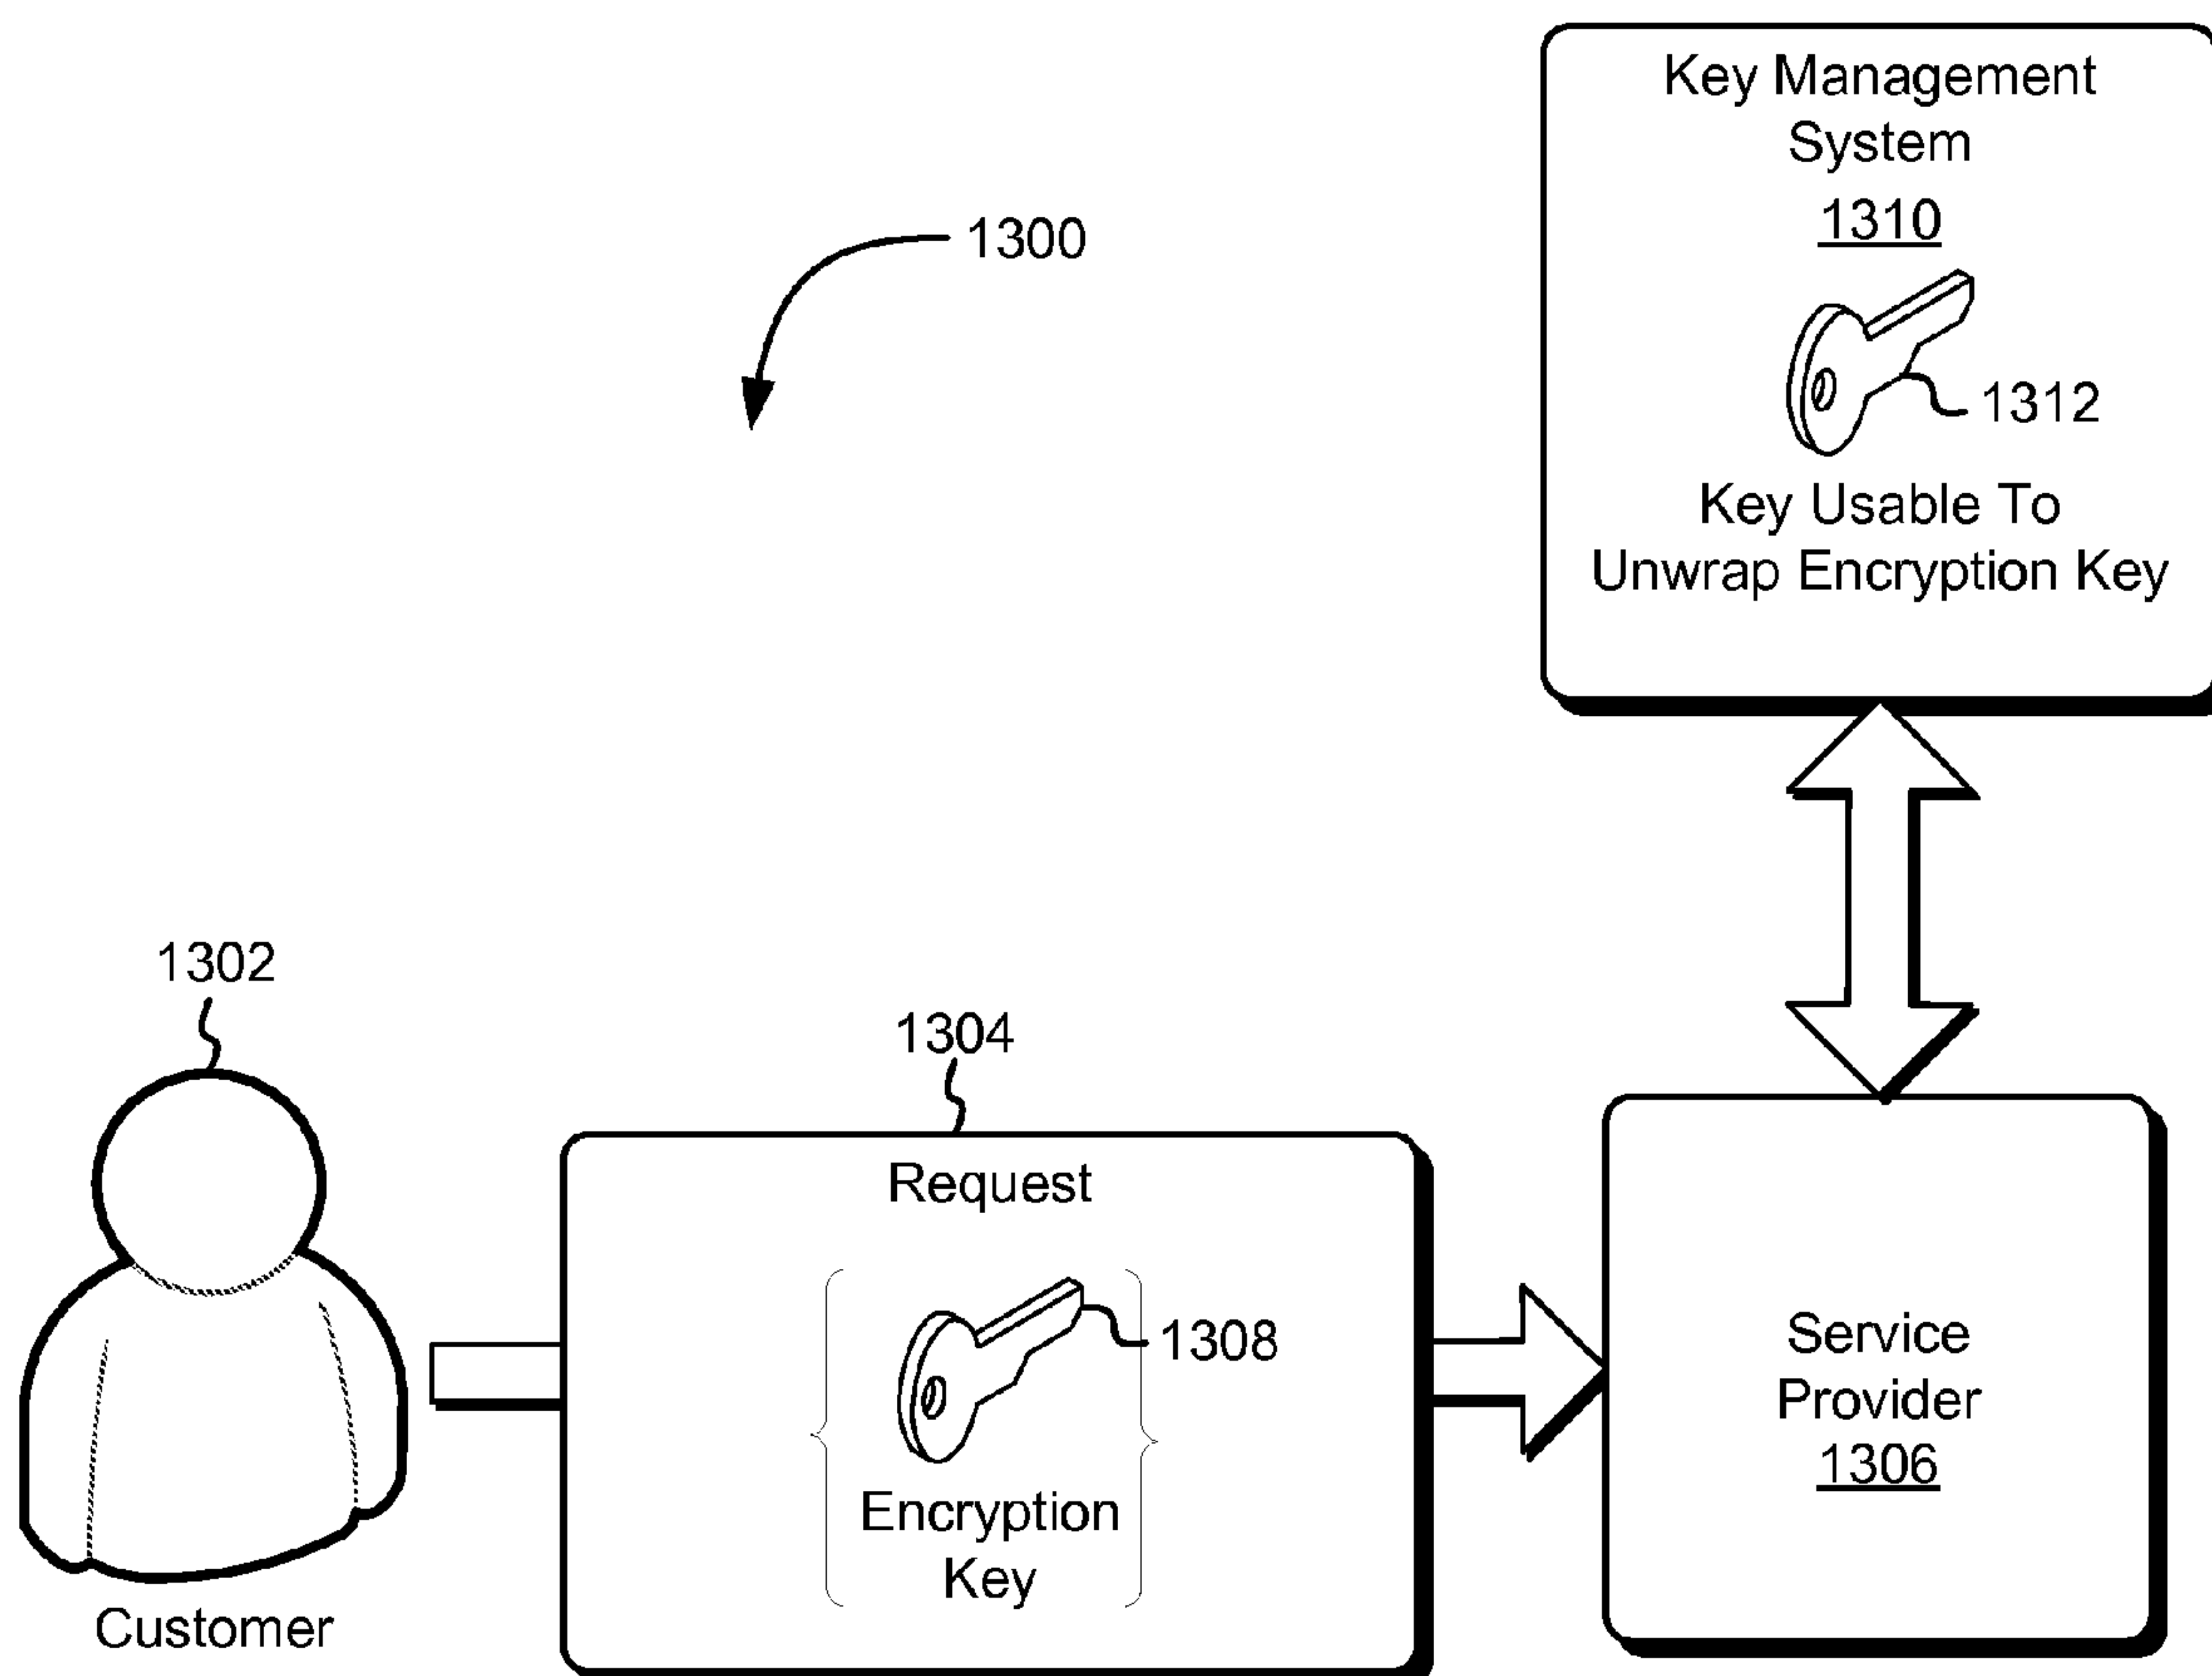 Key Management
System
1310
1300
1312
Key Usable To
Unwrap Encryption Key
1302
1304
Request
1308
Encryption
Key
Customer
Service
Provider
1306